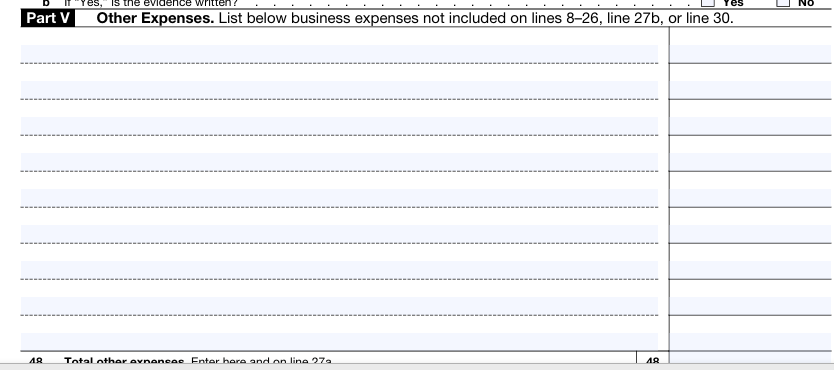 b If "Yes," is the evidence written? . . . . . . . . . . . . . . . . . . . . . . Yes No
Part V Other Expenses. List below business expenses not included on lines 8–26, line 27b, or line 30.
48 Total other expenses. Enter here and on line 27a 48